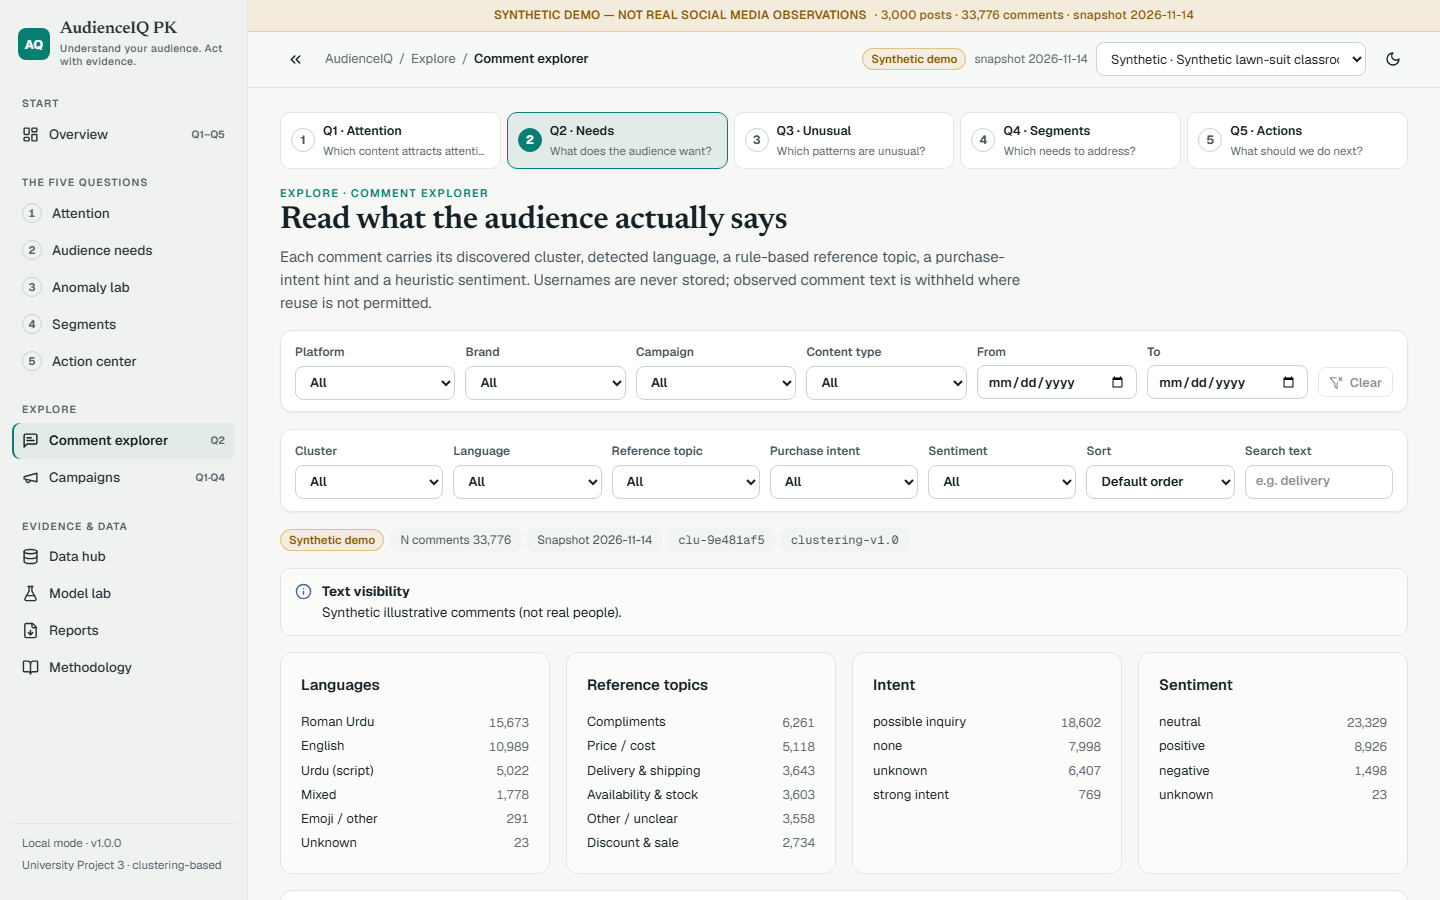 AQ
AudienceIQ PK
Understand your audience. Act
with evidence.
START
Overview Q1–Q5
THE FIVE QUESTIONS
1 Attention
2 Audience needs
3 Anomaly lab
4 Segments
5 Action center
EXPLORE
Comment explorer Q2
Campaigns Q1-Q4
EVIDENCE & DATA
Data hub
Model lab
Reports
Methodology
Local mode · v1.0.0
University Project 3 · clustering-based
SYNTHETIC DEMO — NOT REAL SOCIAL MEDIA OBSERVATIONS · 3,000 posts · 33,776 comments · snapshot 2026-11-14
AudienceIQ / Explore / Comment explorer
Synthetic demo snapshot 2026-11-14 Synthetic · Synthetic lawn-suit classroo
1 Q1 · Attention
Which content attracts attenti…
2 Q2 · Needs
What does the audience want?
3 Q3 · Unusual
Which patterns are unusual?
4 Q4 · Segments
Which needs to address?
5 Q5 · Actions
What should we do next?
EXPLORE · COMMENT EXPLORER
Read what the audience actually says
Each comment carries its discovered cluster, detected language, a rule-based reference topic, a purchase-
intent hint and a heuristic sentiment. Usernames are never stored; observed comment text is withheld where
reuse is not permitted.
Platform Brand Campaign Content type From To
All All All All mm/dd/yyyy mm/dd/yyyy Clear
Cluster Language Reference topic Purchase intent Sentiment Sort Search text
All All All All All Default order e.g. delivery
Synthetic demo N comments 33,776 Snapshot 2026-11-14 clu-9e481af5 clustering-v1.0
Text visibility
Synthetic illustrative comments (not real people).
Languages
Roman Urdu 15,673
English 10,989
Urdu (script) 5,022
Mixed 1,778
Emoji / other 291
Unknown 23
Reference topics
Compliments 6,261
Price / cost 5,118
Delivery & shipping 3,643
Availability & stock 3,603
Other / unclear 3,558
Discount & sale 2,734
Intent
possible inquiry 18,602
none 7,998
unknown 6,407
strong intent 769
Sentiment
neutral 23,329
positive 8,926
negative 1,498
unknown 23